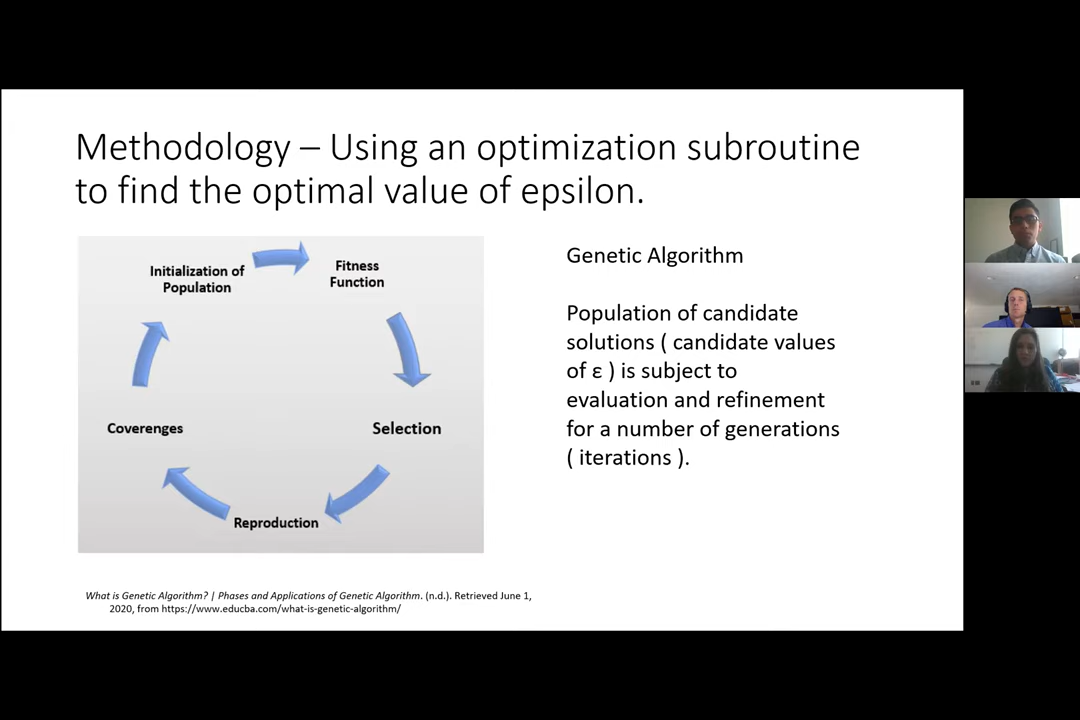 Methodology – Using an optimization subroutine
to find the optimal value of epsilon.
Initialization of
Population
Fitness
Function
Selection
Reproduction
Coverenges
Genetic Algorithm
Population of candidate
solutions ( candidate values
of ε ) is subject to
evaluation and refinement
for a number of generations
( iterations ).
What is Genetic Algorithm? | Phases and Applications of Genetic Algorithm. (n.d.). Retrieved June 1,
2020, from https://www.educba.com/what-is-genetic-algorithm/